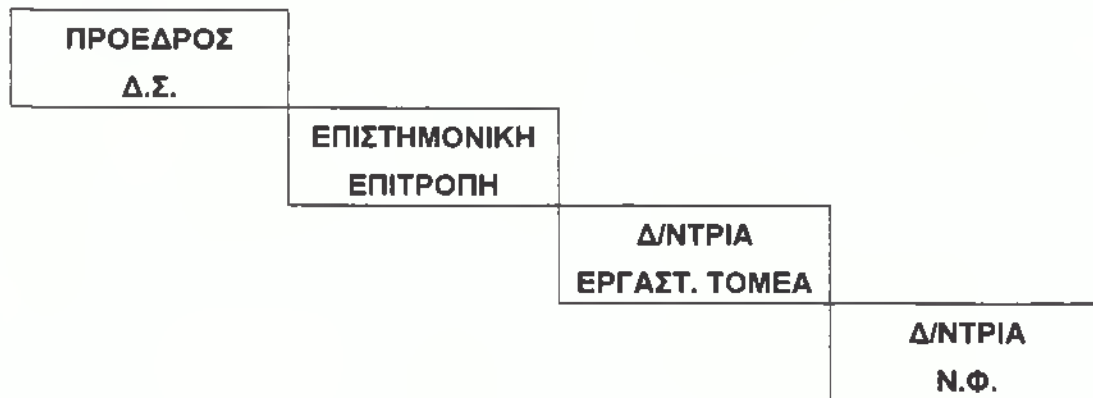 ΠΡΟΕΔΡΟΣ
Δ.Σ.
ΕΠΙΣΤΗΜΟΝΙΚΗ
ΕΠΙΤΡΟΠΗ
Δ/ΝΤΡΙΑ
ΕΡΓΑΣΤ. ΤΟΜΕΑ
Δ/ΝΤΡΙΑ
Ν.Φ.